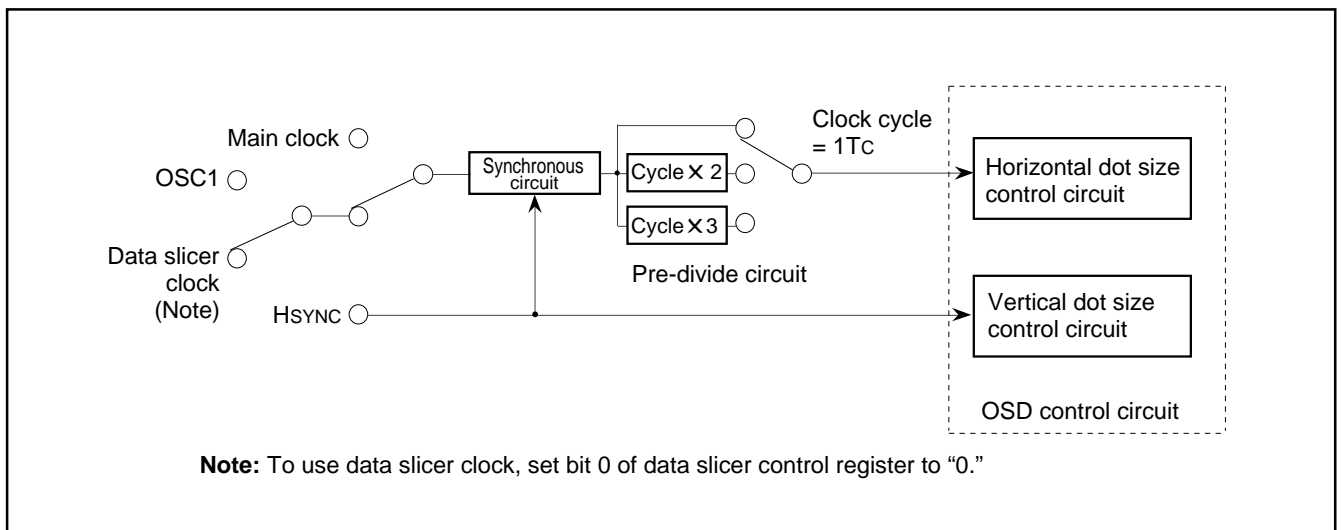 Main clock
OSC1
Data slicer
clock
(Note)
HSYNC
Synchronous
circuit
Cycle × 2
Cycle × 3
Pre-divide circuit
Clock cycle
= 1TC
Horizontal dot size
control circuit
Vertical dot size
control circuit
OSD control circuit
Note: To use data slicer clock, set bit 0 of data slicer control register to “0.”